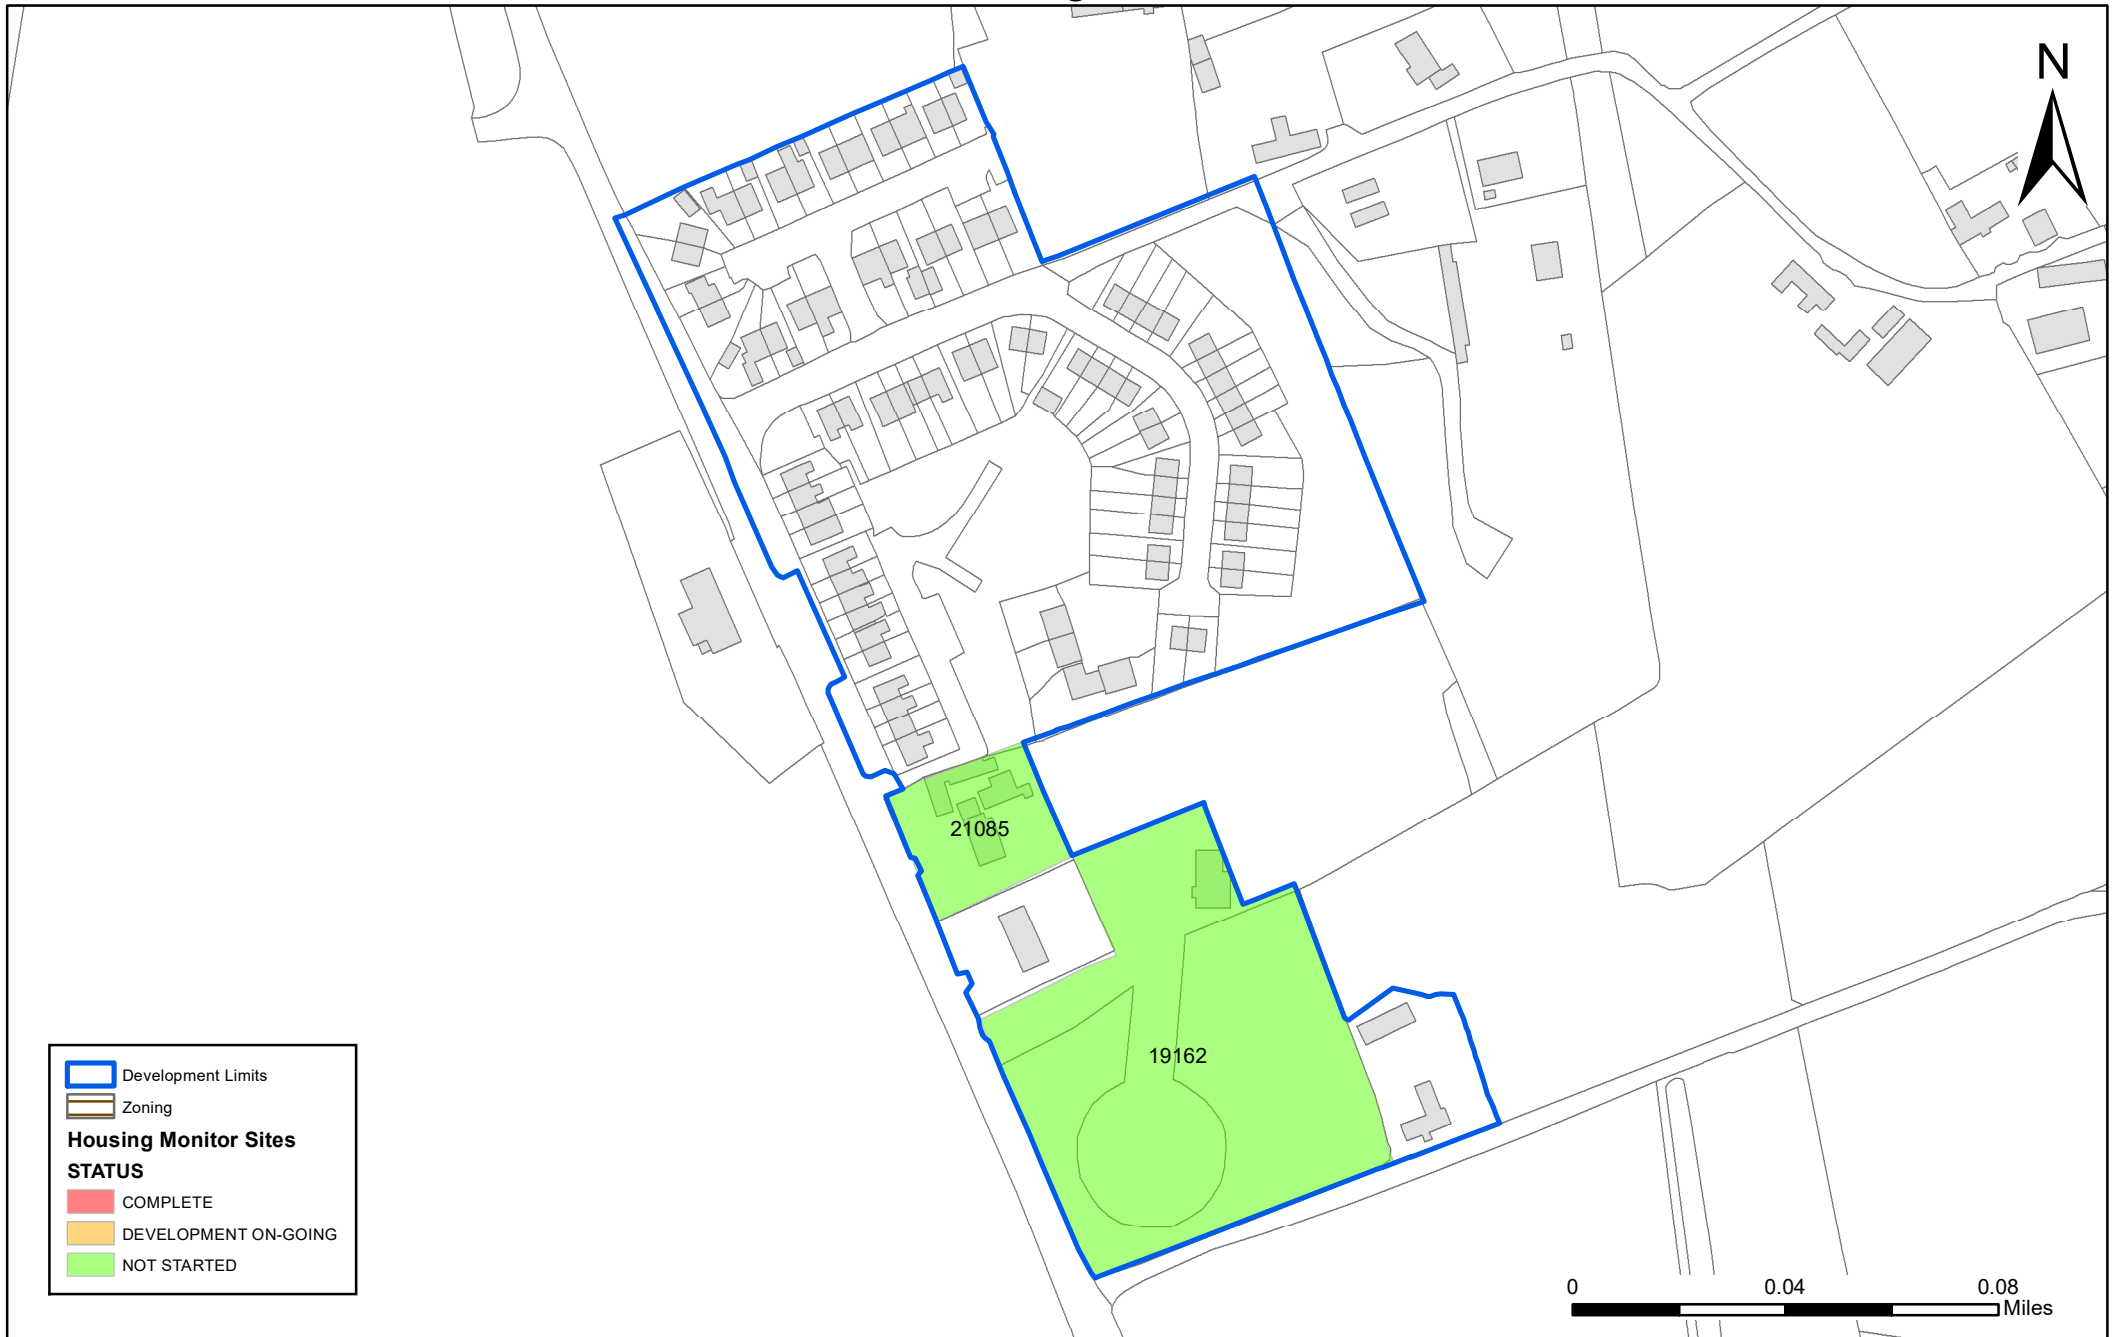 N
21085
19162
Development Limits
Zoning
Housing Monitor Sites
STATUS
COMPLETE
DEVELOPMENT ON-GOING
NOT STARTED
0 0.04 0.08
Miles